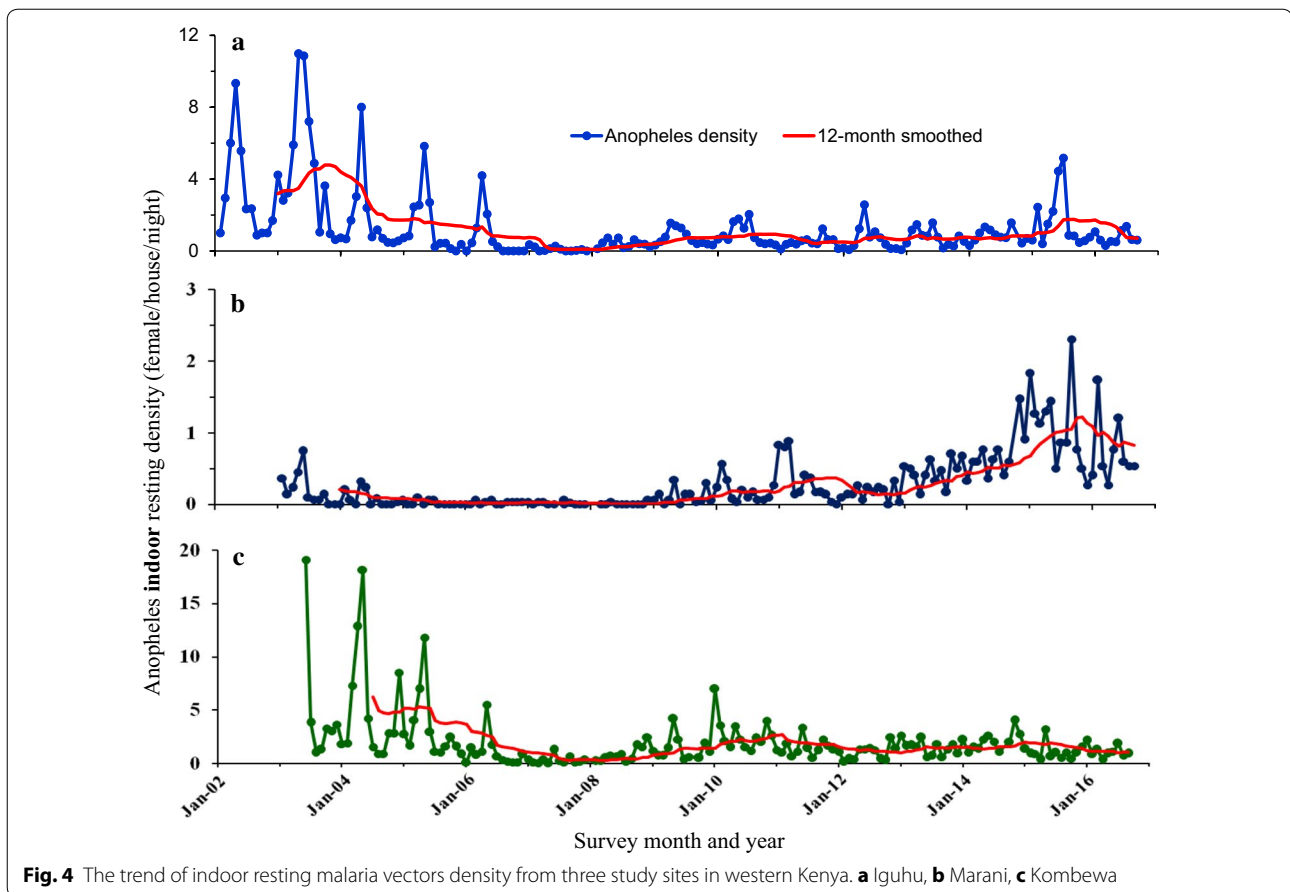 a
12
8
4
0
Anopheles density
12-month smoothed
b
3
2
1
0
c
20
15
10
5
0
Anopheles indoor resting density (female/house/night)
Jan-02
Jan-04
Jan-06
Jan-08
Jan-10
Jan-12
Jan-14
Jan-16
Survey month and year
Fig. 4 The trend of indoor resting malaria vectors density from three study sites in western Kenya. a Iguhu, b Marani, c Kombewa